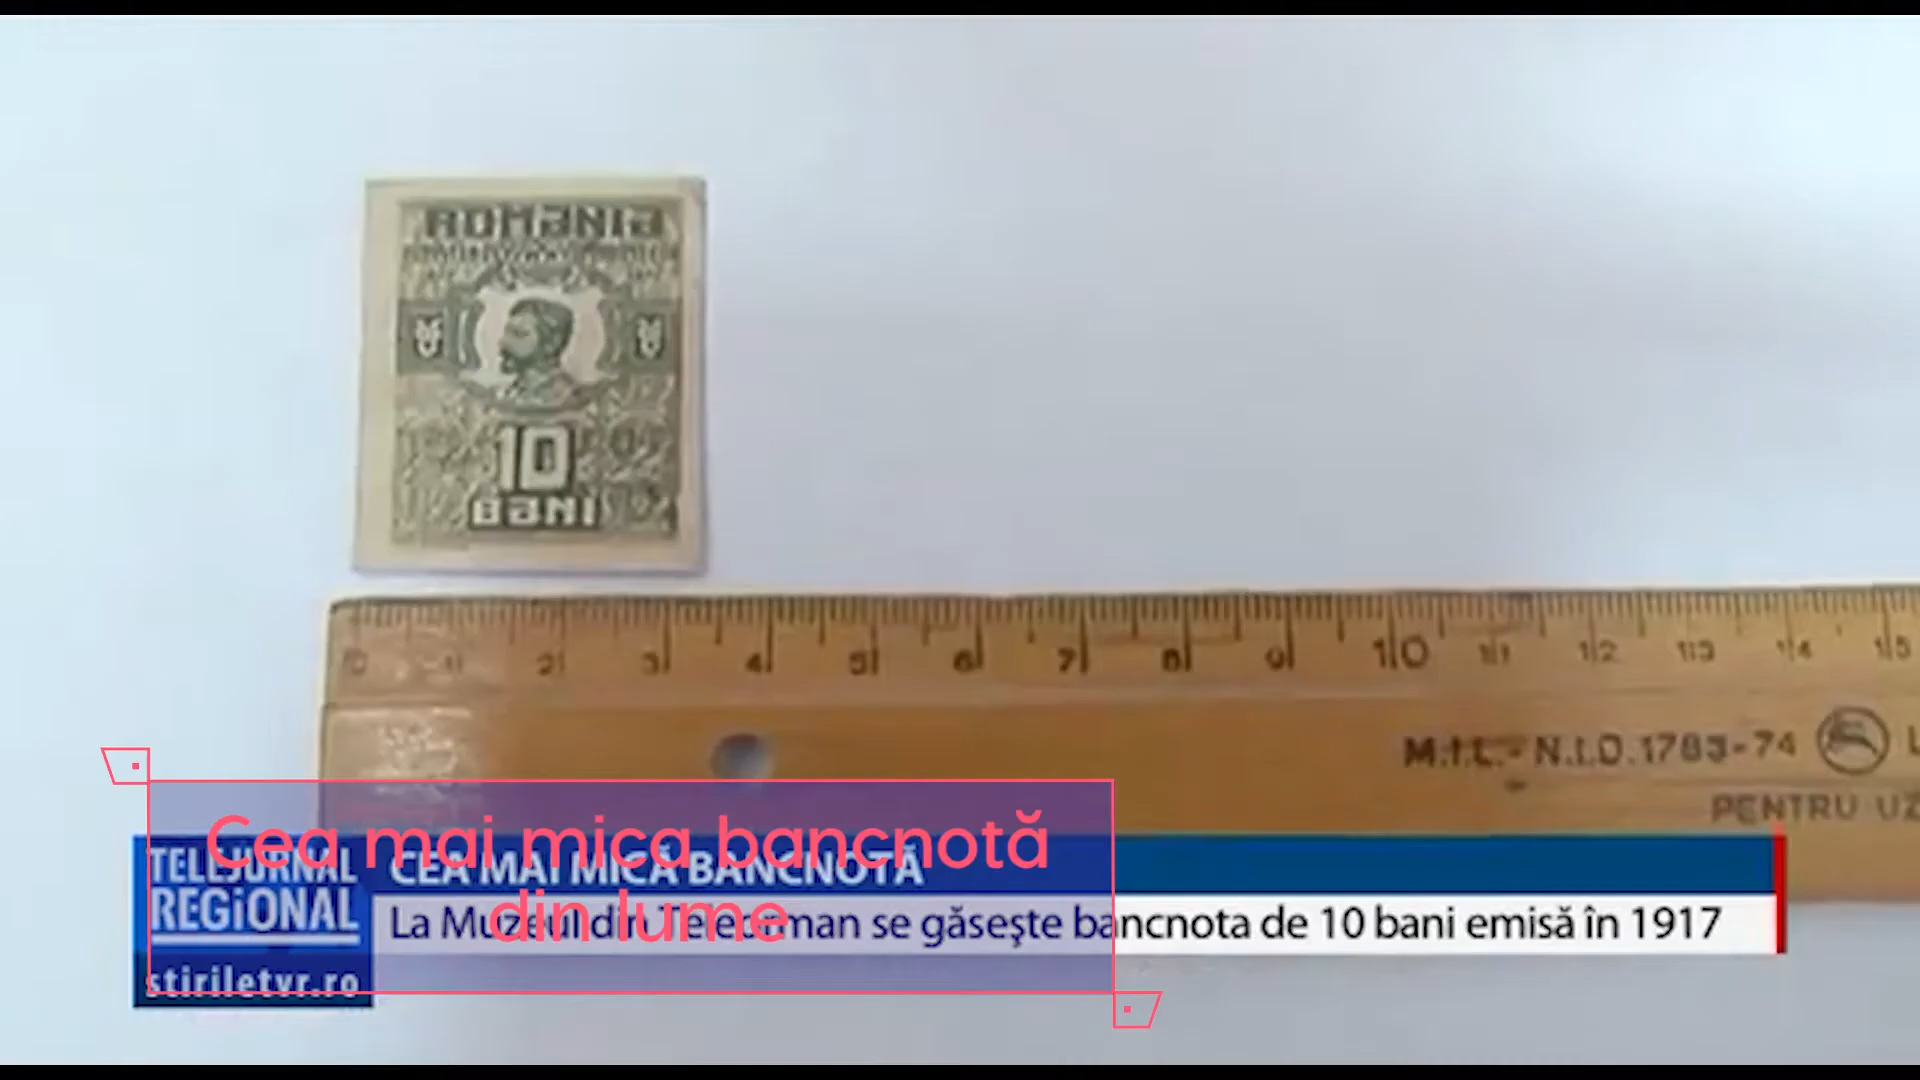 ROMANIA
10
BANI
0 1 2 3 4 5 6 7 8 9 10 11 12 13 14 15
M.I.L. - N.I.D. 1783-74
PENTRU UZ
Cea mai mica bancnotă
din lume
TELEJURNAL
REGiONAL
stiriletvr.ro
CEA MAI MICĂ BANCNOTĂ
La Muzeul din Teleorman se găseşte bancnota de 10 bani emisă în 1917